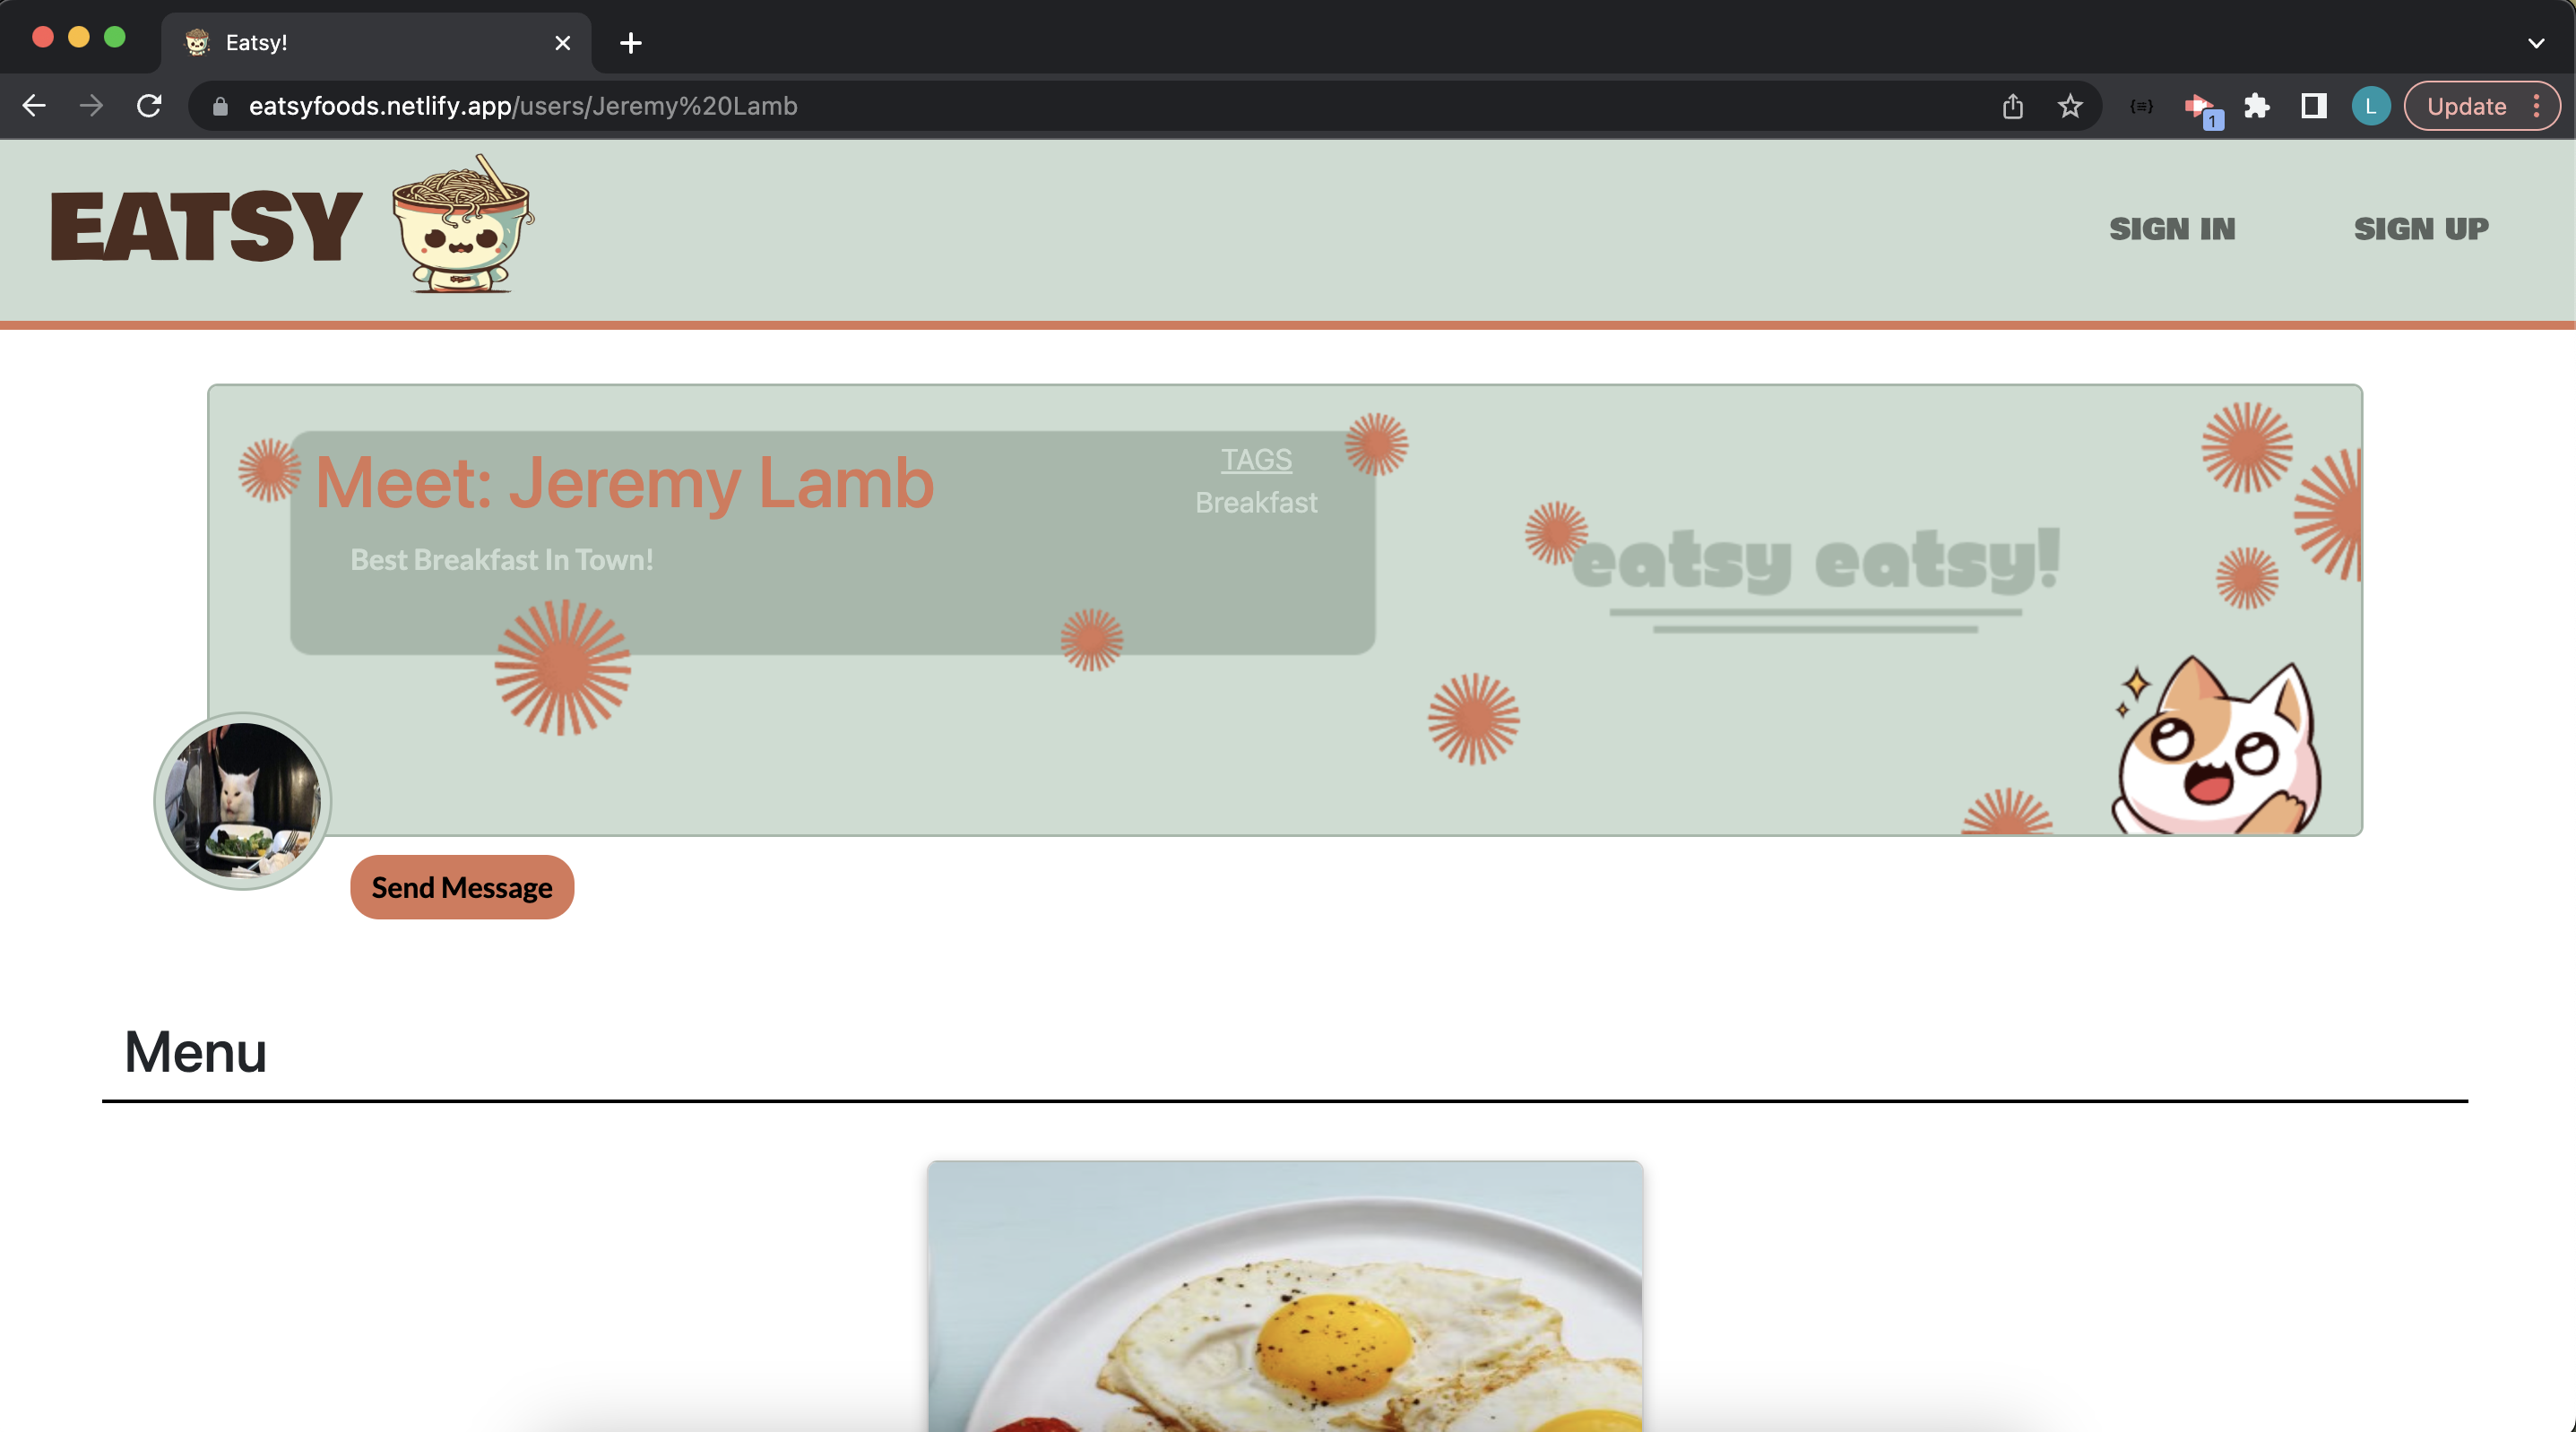 Eatsy!
eatsyfoods.netlify.app/users/Jeremy%20Lamb
1
L
Update
EATSY
SIGN IN
SIGN UP
Meet: Jeremy Lamb
TAGS
Breakfast
Best Breakfast In Town!
eatsy eatsy!
Send Message
Menu